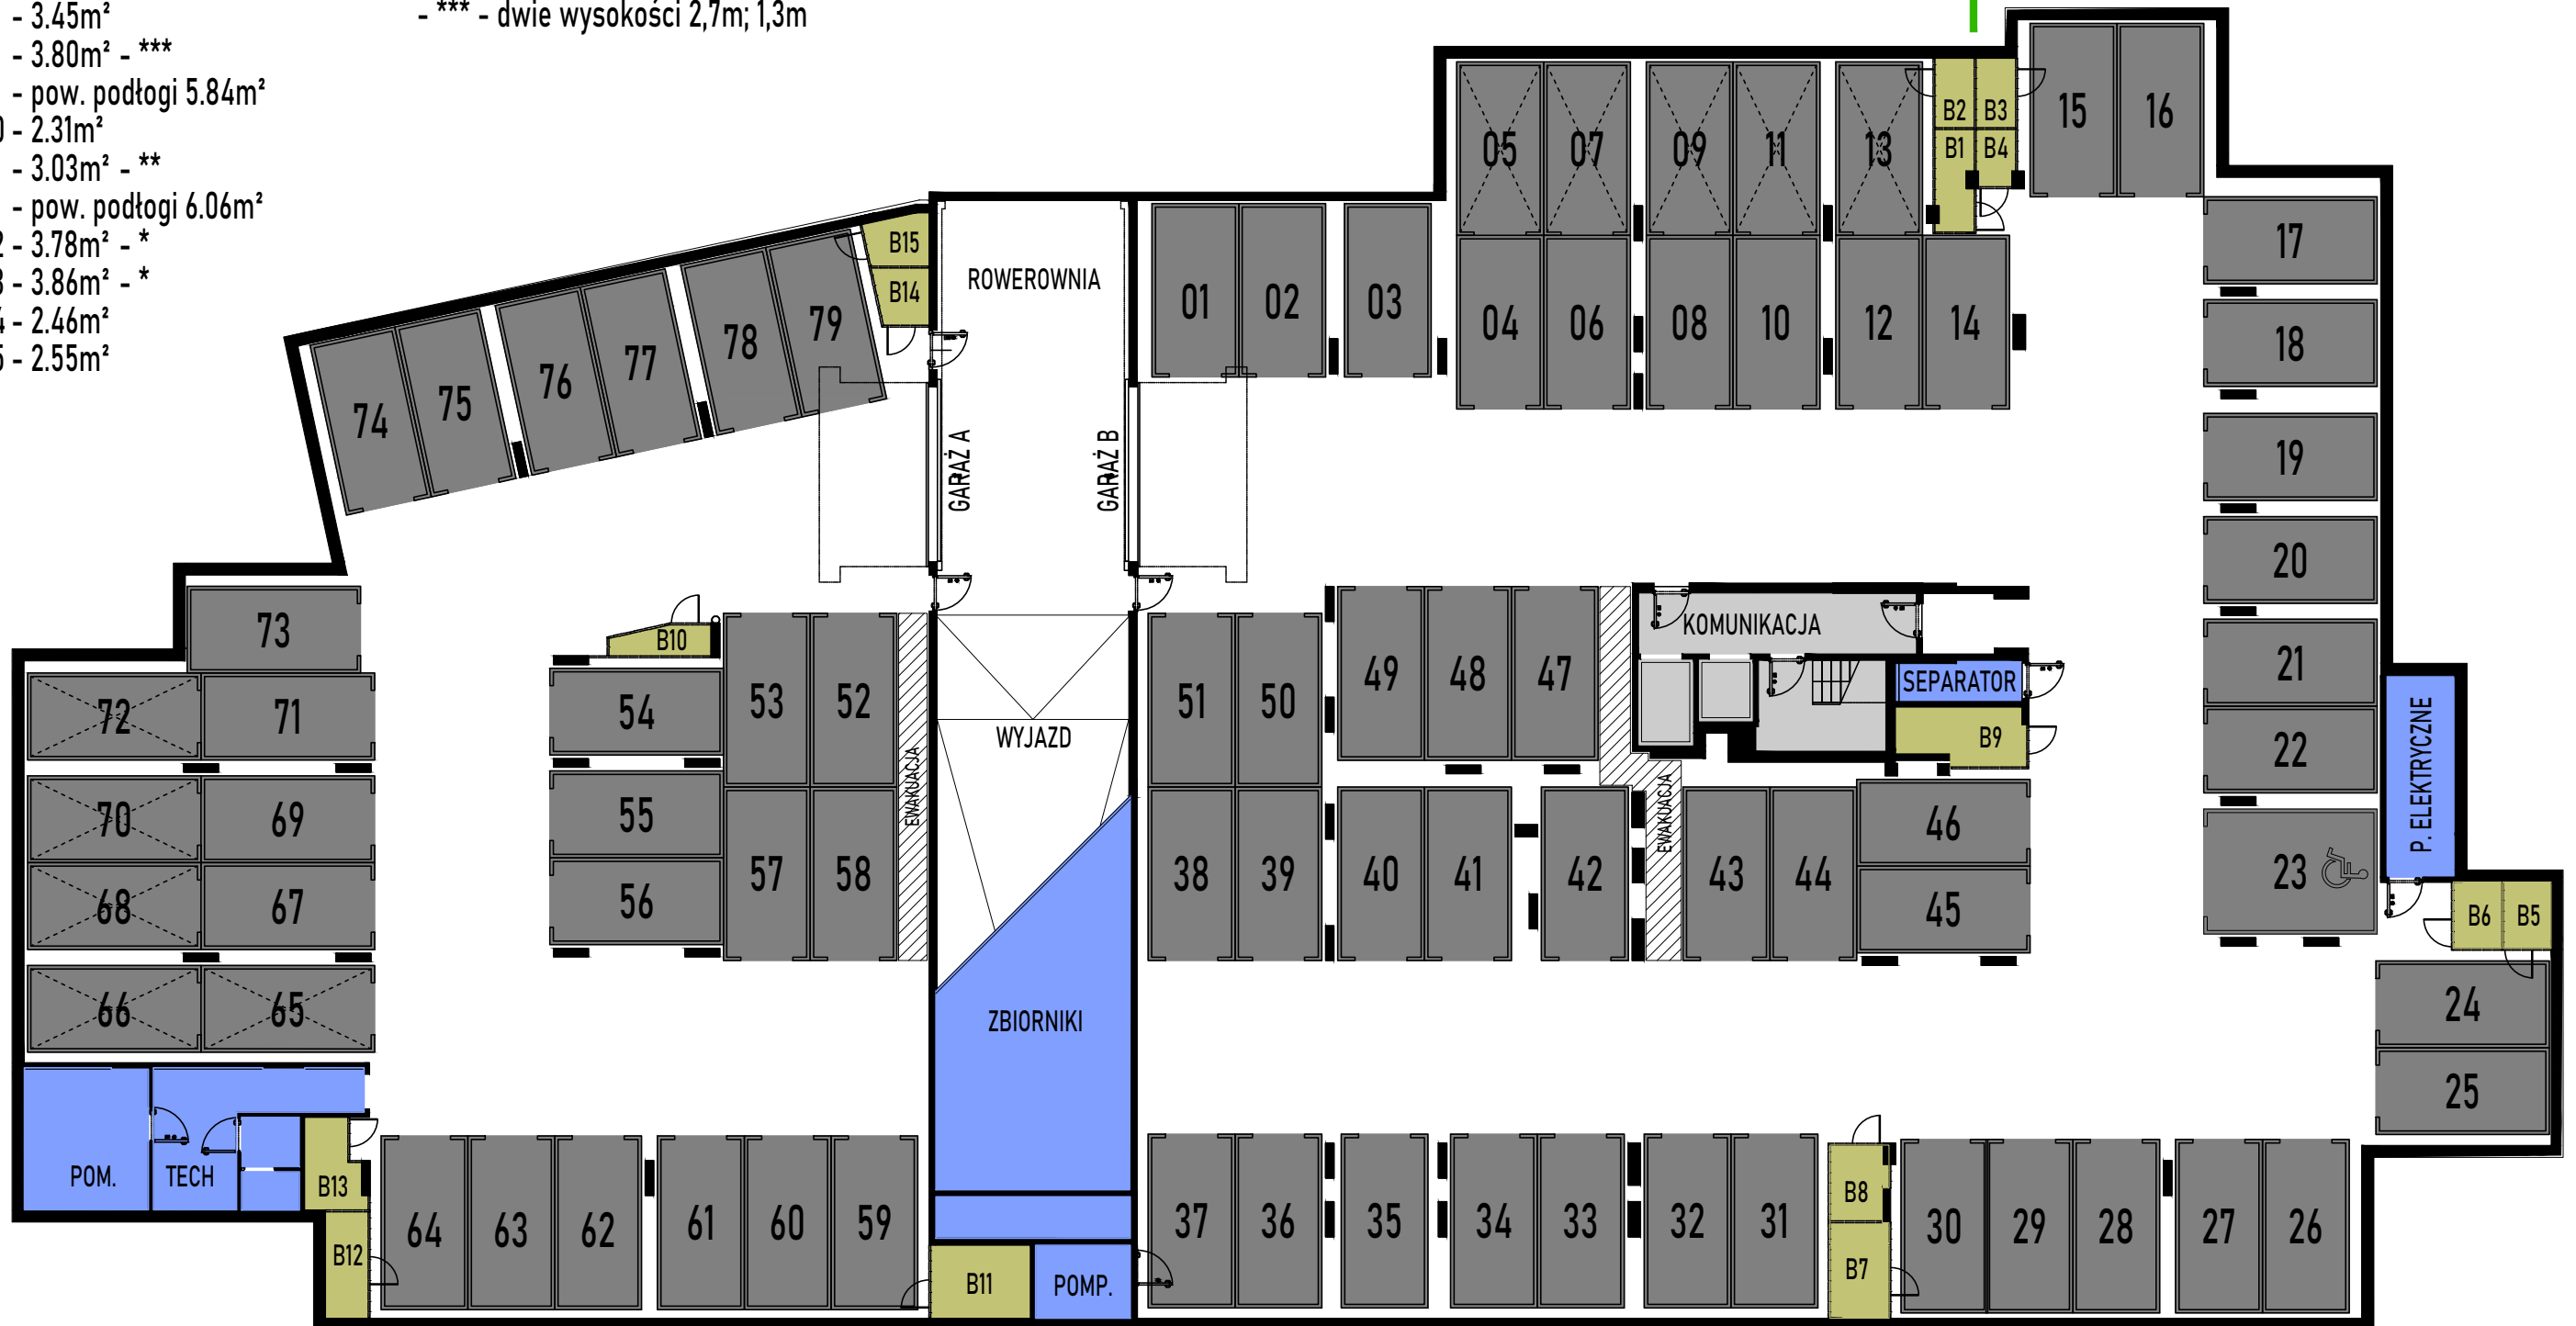 - 3.45m²
- 3.80m² - ***
- pow. podłogi 5.84m²
0 - 2.31m²
- 3.03m² - **
- pow. podłogi 6.06m²
2 - 3.78m² - *
3 - 3.86m² - *
4 - 2.46m²
5 - 2.55m²
- *** - dwie wysokości 2,7m; 1,3m
15 16
B2 B3
B1 B4
05 07 09 11 13
01 02 03
04 06 08 10 12 14
17
18
19
20
21
22
23
P. ELEKTRYCZNE
B6 B5
24
25
B15
B14
ROWEROWNIA
GARAŻ A
GARAŻ B
74 75 76 77 78 79
73
72 71
70 69
68 67
66 65
B10
54
55
56
53 52
57 58
EWAKUACJA
WYJAZD
ZBIORNIKI
51 50 49 48 47
38 39 40 41 42 43 44
EWAKUACJA
KOMUNIKACJA
SEPARATOR
B9
46
45
POM. TECH
B13
B12
64 63 62 61 60 59
B11 POMP.
37 36 35 34 33 32 31
B8
B7
30 29 28 27 26